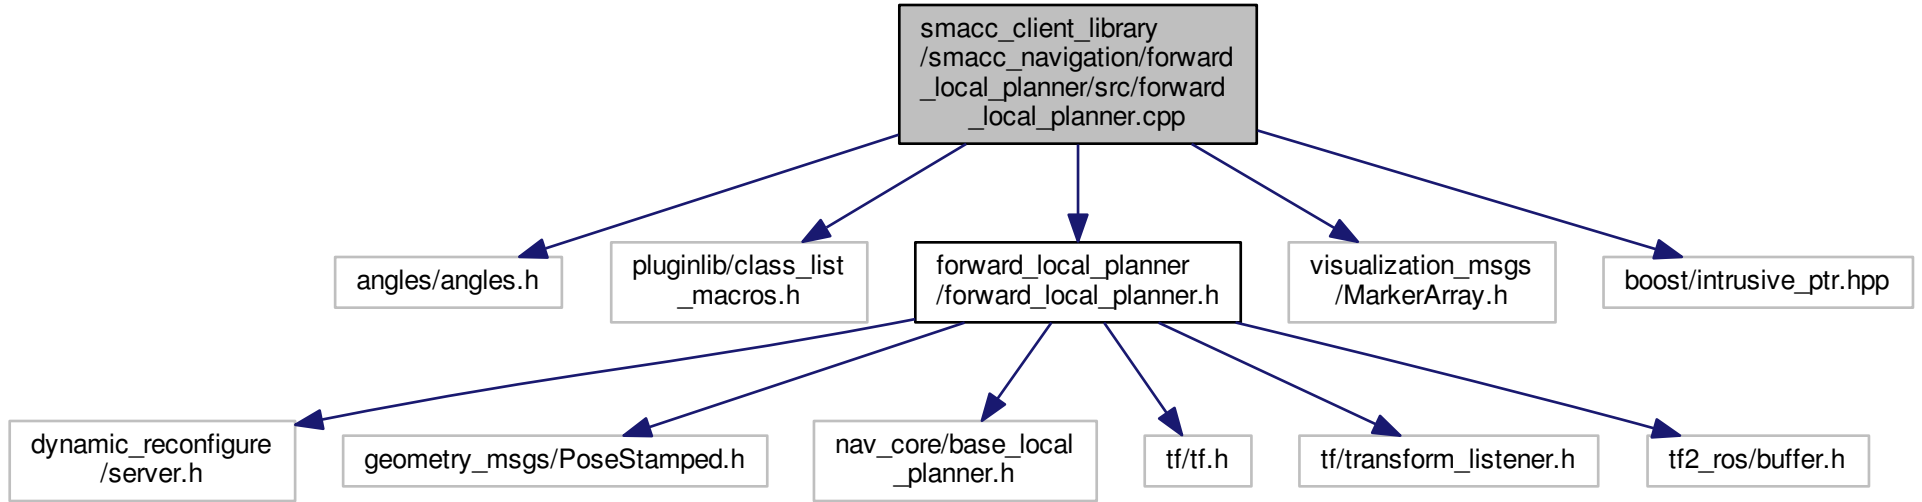 smacc_client_library
/smacc_navigation/forward
_local_planner/src/forward
_local_planner.cpp
angles/angles.h
pluginlib/class_list
_macros.h
forward_local_planner
/forward_local_planner.h
visualization_msgs
/MarkerArray.h
boost/intrusive_ptr.hpp
dynamic_reconfigure
/server.h
geometry_msgs/PoseStamped.h
nav_core/base_local
_planner.h
tf/tf.h
tf/transform_listener.h
tf2_ros/buffer.h